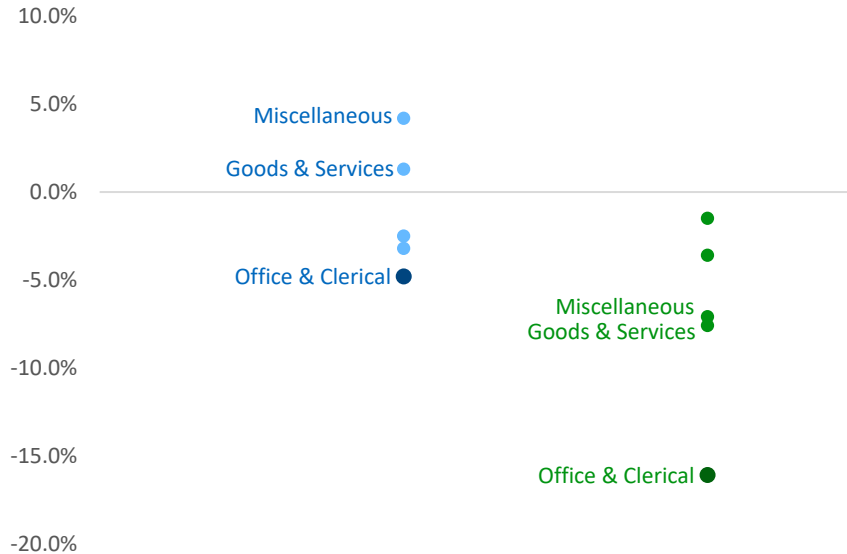 10.0%
5.0%
Miscellaneous
Goods & Services
0.0%
-5.0%
Office & Clerical
Miscellaneous
Goods & Services
-10.0%
-15.0%
Office & Clerical
-20.0%